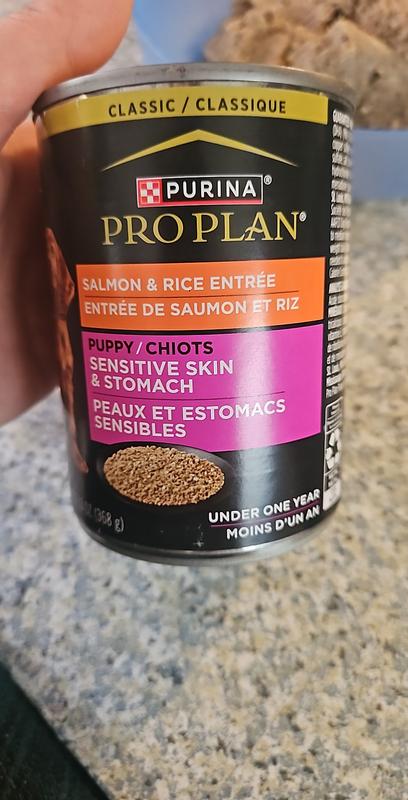 CLASSIC / CLASSIQUE
PURINA®
PRO PLAN®
SALMON & RICE ENTRÉE
ENTRÉE DE SAUMON ET RIZ
PUPPY / CHIOTS
SENSITIVE SKIN
& STOMACH
PEAUX ET ESTOMACS
SENSIBLES
(368 g)
UNDER ONE YEAR
MOINS D'UN AN